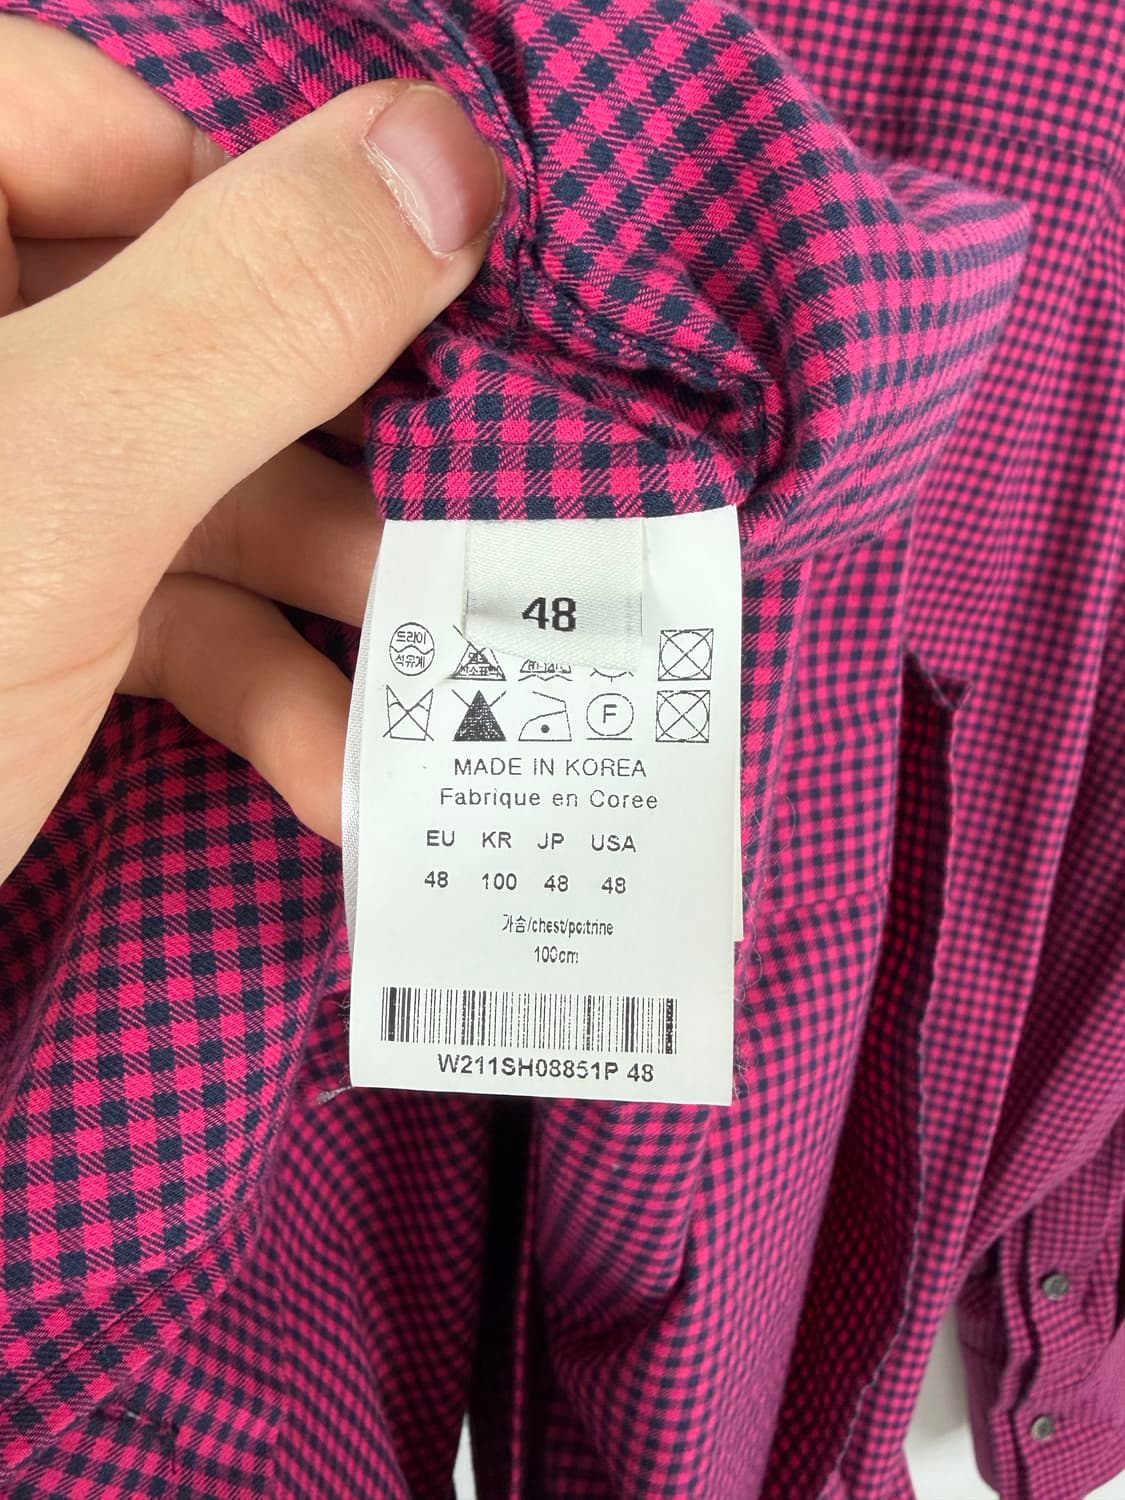 48
드라이
석유계
F
MADE IN KOREA
Fabrique en Coree
EU KR JP USA
48 100 48 48
가슴/chest/poitrine
100cm
W211SH08851P 48